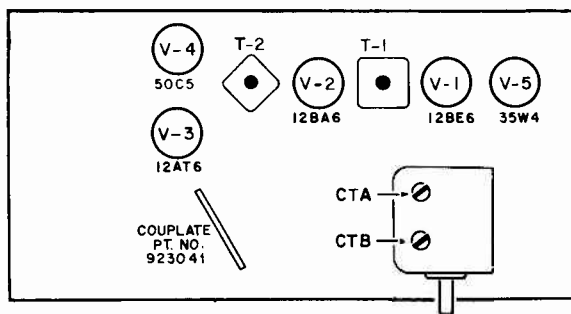 V-4
50C5
T-2
V-2
12BA6
T-1
V-1
12BE6
V-5
35W4
V-3
12AT6
COUPLATE
PT. NO.
923041
CTA
CTB